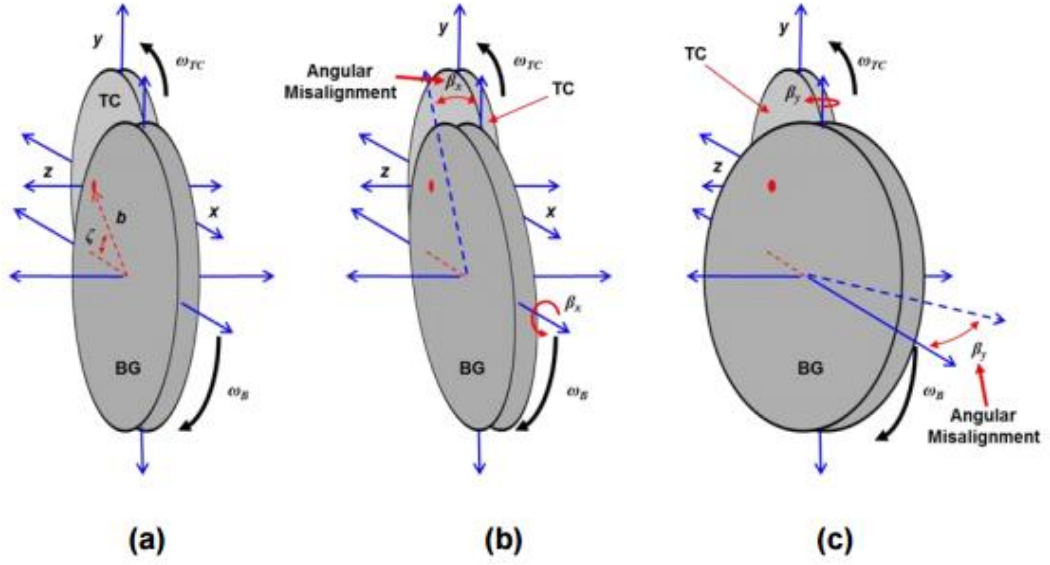 y
ω_TC
TC
z
b
ζ
x
BG
ω_B
(a)
y
ω_TC
Angular
Misalignment
β_x
TC
z
x
β_x
BG
ω_B
(b)
y
ω_TC
TC
β_y
z
BG
β_y
ω_B
Angular
Misalignment
(c)